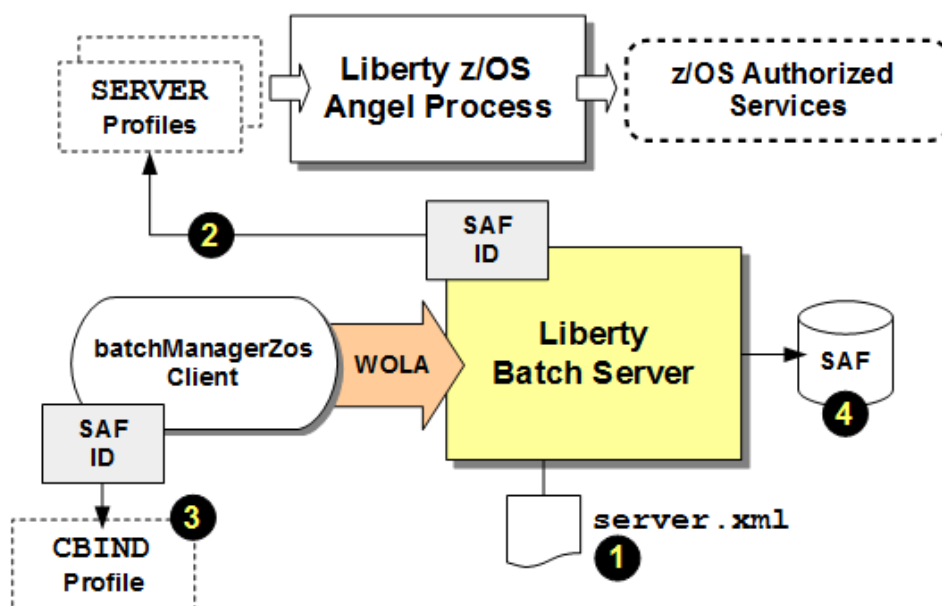 SERVER
Profiles
Liberty z/OS
Angel Process
z/OS Authorized
Services
2
SAF
ID
batchManagerZos
Client
WOLA
Liberty
Batch Server
SAF
4
SAF
ID
3
CBIND
Profile
server.xml
1